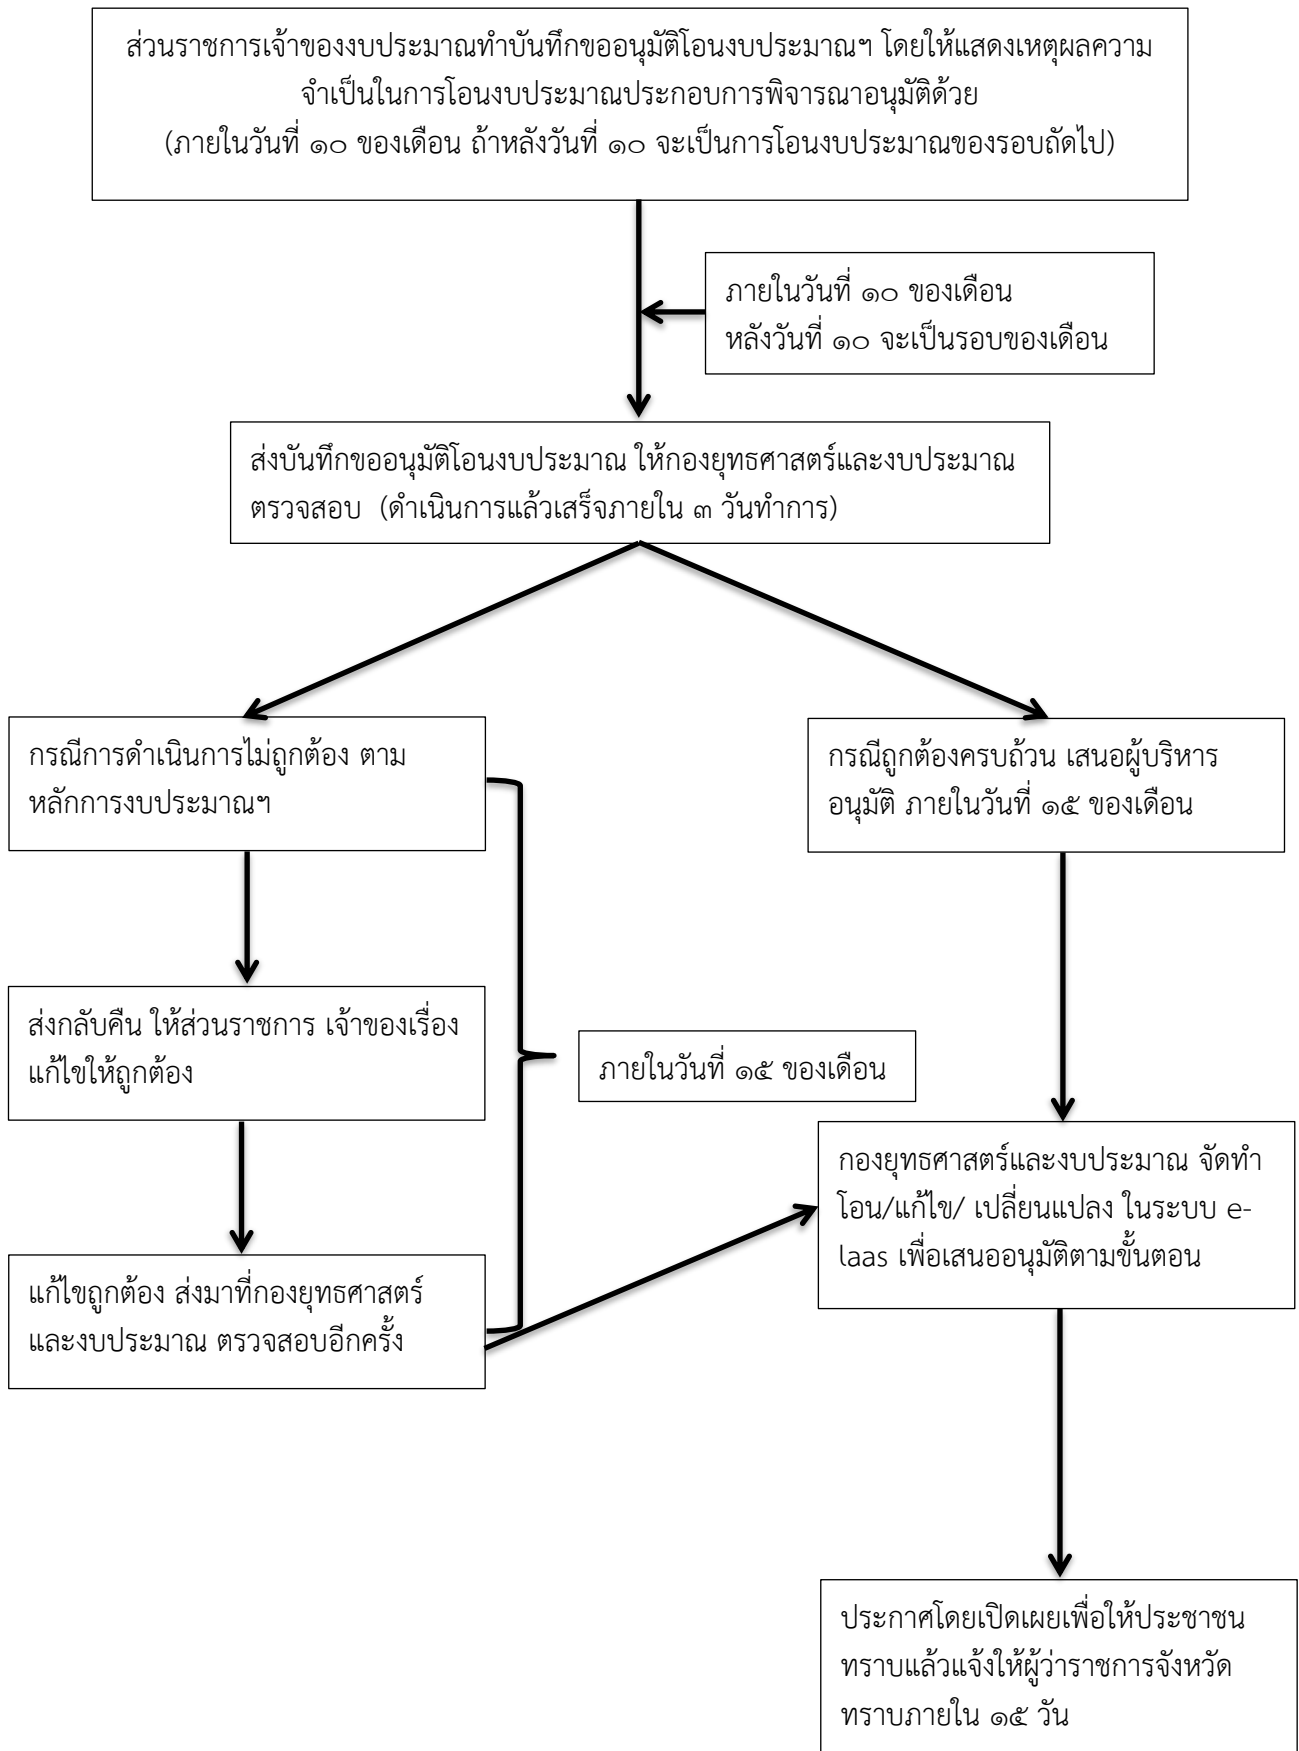 ส่วนราชการเจ้าของงบประมาณทำบันทึกขออนุมัติโอนงบประมาณฯ โดยให้แสดงเหตุผลความ
จำเป็นในการโอนงบประมาณประกอบการพิจารณาอนุมัติด้วย
(ภายในวันที่ ๑๐ ของเดือน ถ้าหลังวันที่ ๑๐ จะเป็นการโอนงบประมาณของรอบถัดไป)
ภายในวันที่ ๑๐ ของเดือน
หลังวันที่ ๑๐ จะเป็นรอบของเดือน
ส่งบันทึกขออนุมัติโอนงบประมาณ ให้กองยุทธศาสตร์และงบประมาณ
ตรวจสอบ (ดำเนินการแล้วเสร็จภายใน ๓ วันทำการ)
กรณีการดำเนินการไม่ถูกต้อง ตาม
หลักการงบประมาณฯ
กรณีถูกต้องครบถ้วน เสนอผู้บริหาร
อนุมัติ ภายในวันที่ ๑๕ ของเดือน
ส่งกลับคืน ให้ส่วนราชการ เจ้าของเรื่อง
แก้ไขให้ถูกต้อง
ภายในวันที่ ๑๕ ของเดือน
กองยุทธศาสตร์และงบประมาณ จัดทำ
โอน/แก้ไข/ เปลี่ยนแปลง ในระบบ e-
laas เพื่อเสนออนุมัติตามขั้นตอน
แก้ไขถูกต้อง ส่งมาที่กองยุทธศาสตร์
และงบประมาณ ตรวจสอบอีกครั้ง
ประกาศโดยเปิดเผยเพื่อให้ประชาชน
ทราบแล้วแจ้งให้ผู้ว่าราชการจังหวัด
ทราบภายใน ๑๕ วัน